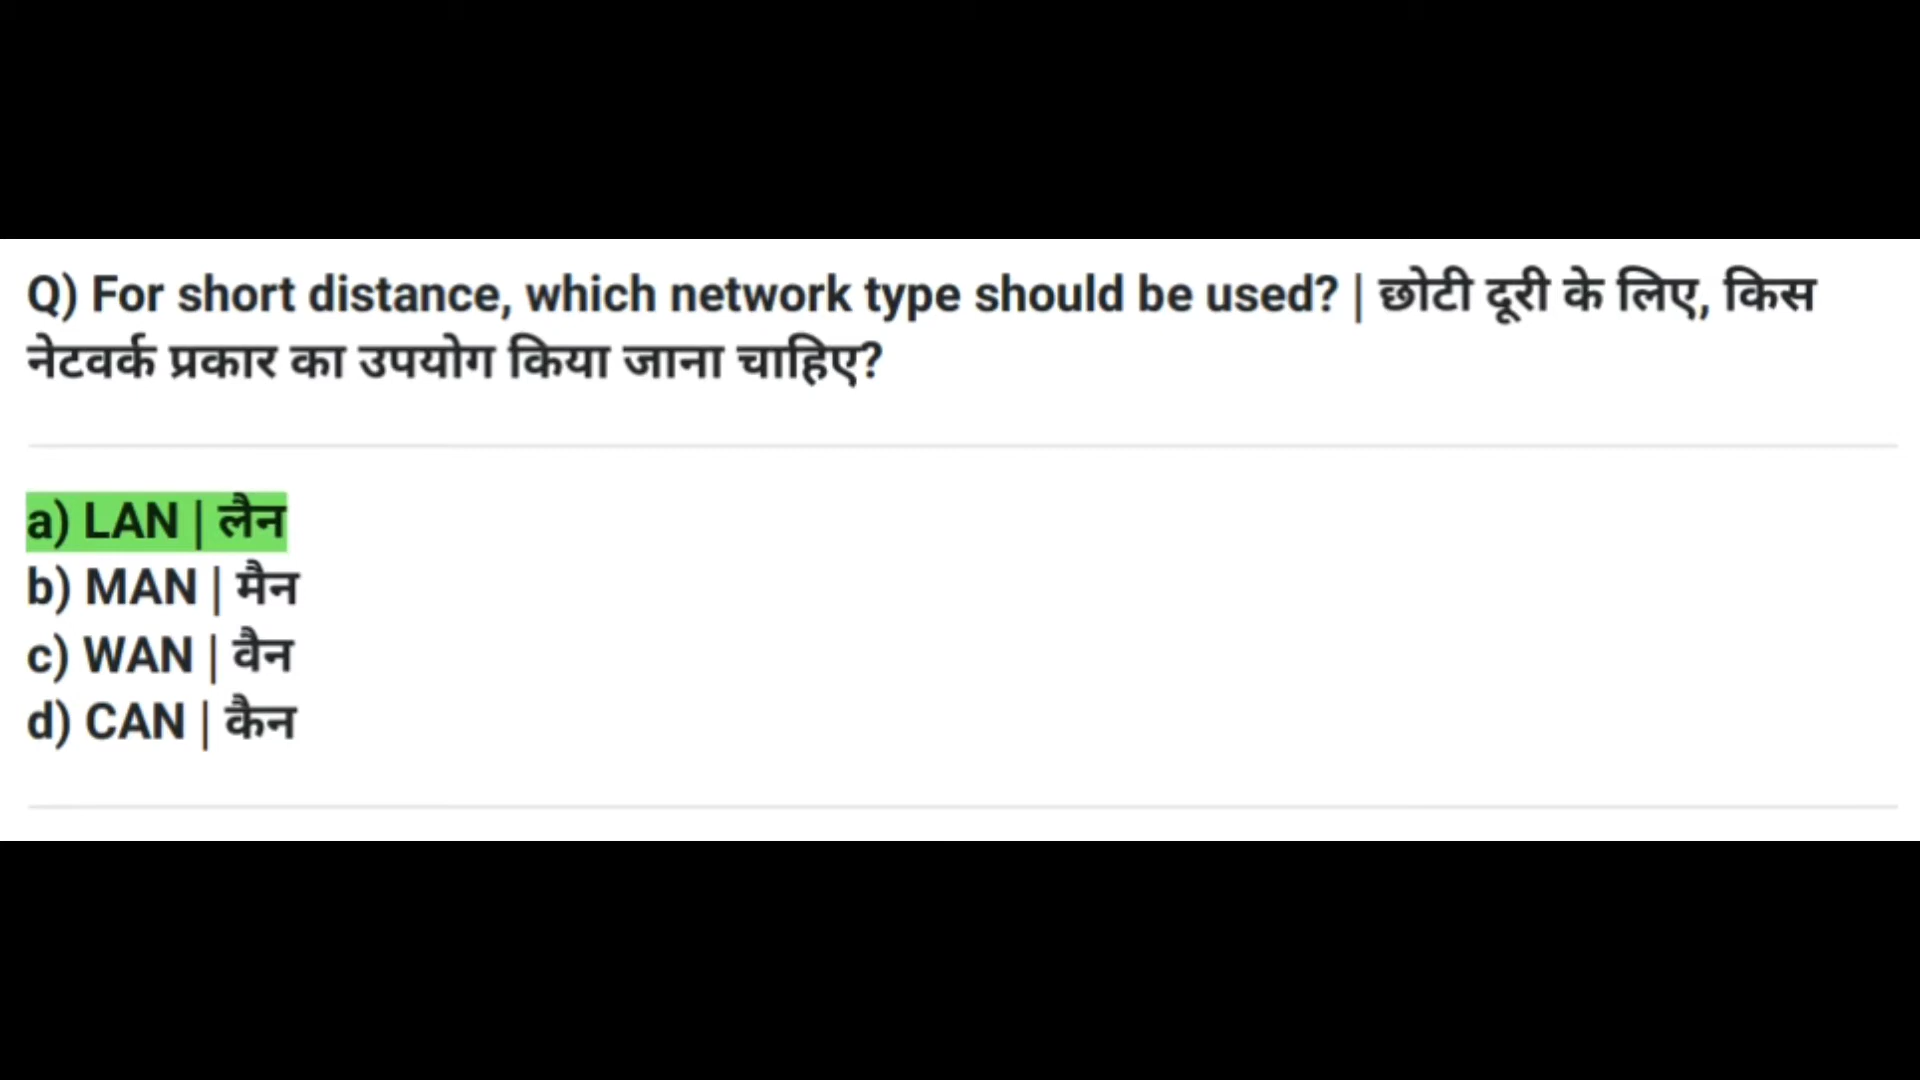 Q) For short distance, which network type should be used? | छोटी दूरी के लिए, किस
नेटवर्क प्रकार का उपयोग किया जाना चाहिए?
a) LAN | लैन
b) MAN | मैन
c) WAN | वैन
d) CAN | कैन